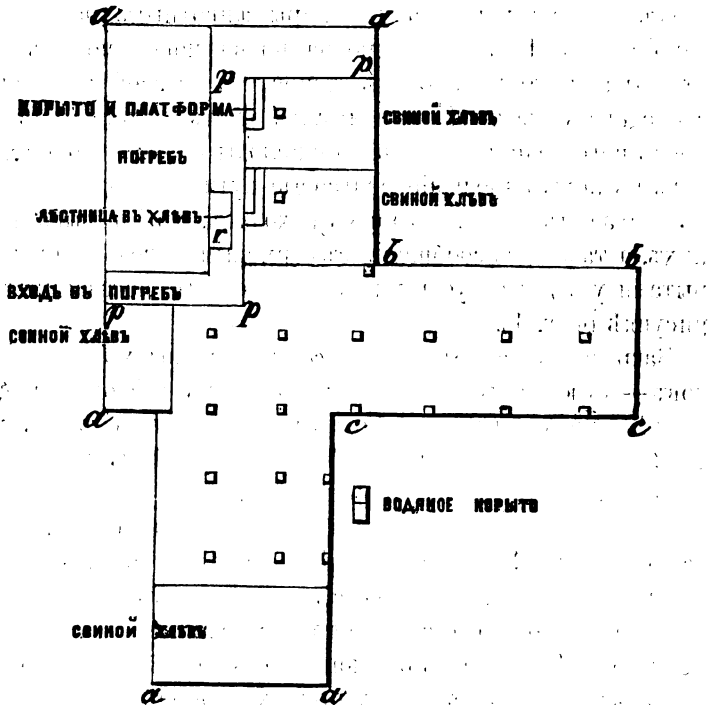 a a
p p
КОРЫТО И ПЛАТФОРМА
СВИНОЙ ХЛѢВЪ
ПОГРЕБЪ
СВИНОЙ ХЛѢВЪ
ЛѢСТНИЦА ВЪ ХЛѢВЪ
r
b b
ВХОДЪ ВЪ ПОГРЕБЪ
p p
СВИНОЙ ХЛѢВЪ
a c c
ВОДЯНОЕ КОРЫТО
СВИНОЙ ХЛѢВЪ
a a